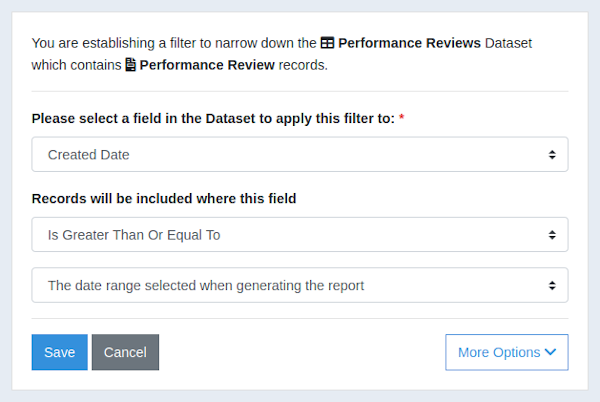 You are establishing a filter to narrow down the Performance Reviews Dataset
which contains Performance Review records.
Please select a field in the Dataset to apply this filter to: *
Created Date
Records will be included where this field
Is Greater Than Or Equal To
The date range selected when generating the report
Save Cancel More Options